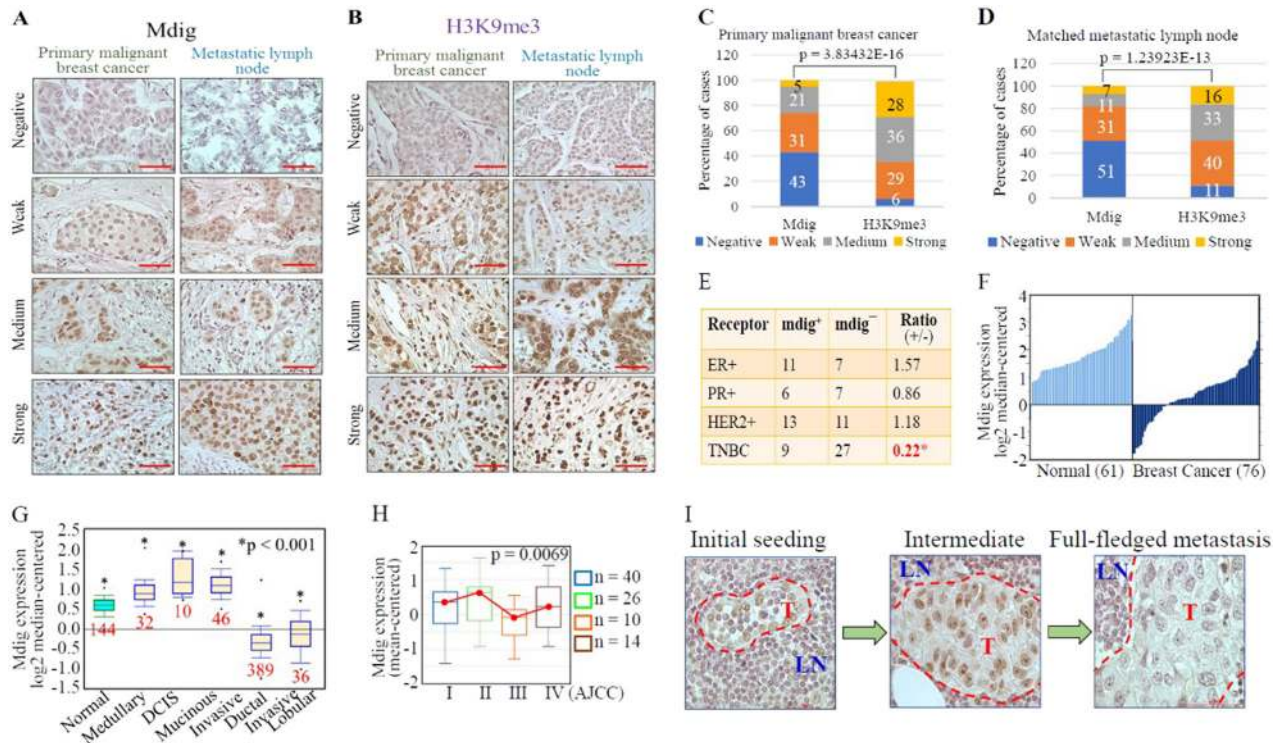 A
Mdig
Primary malignant
breast cancer
Metastatic lymph
node
Negative
Weak
Medium
Strong
B
H3K9me3
Primary malignant
breast cancer
Metastatic lymph
node
Negative
Weak
Medium
Strong
C
Primary malignant breast cancer
p = 3.83432E-16
Percentage of cases
120
100
80
60
40
20
0
5
21
31
43
28
36
29
6
Mdig
H3K9me3
Negative Weak Medium Strong
D
Matched metastatic lymph node
p = 1.23923E-13
Percentage of cases
120
100
80
60
40
20
0
7
11
31
51
16
33
40
11
Mdig
H3K9me3
Negative Weak Medium Strong
E
Receptor mdig+ mdig− Ratio (+/-)
ER+ 11 7 1.57
PR+ 6 7 0.86
HER2+ 13 11 1.18
TNBC 9 27 0.22*
F
Mdig expression
log2 median-centered
4
3
2
1
0
-1
-2
Normal (61) Breast Cancer (76)
G
Mdig expression
log2 median-centered
2.5
2.0
1.5
1.0
0.5
0.0
-0.5
-1.0
-1.5
*p < 0.001
* * * * * *
144
32
10
46
389
36
Normal
Medullary
DCIS
Mucinous
Invasive
Ductal
Invasive
Lobular
H
Mdig expression
(mean-centered)
2
0
-2
p = 0.0069
n = 40
n = 26
n = 10
n = 14
I II III IV (AJCC)
I
Initial seeding
Intermediate
Full-fledged metastasis
T
LN
T
LN
T